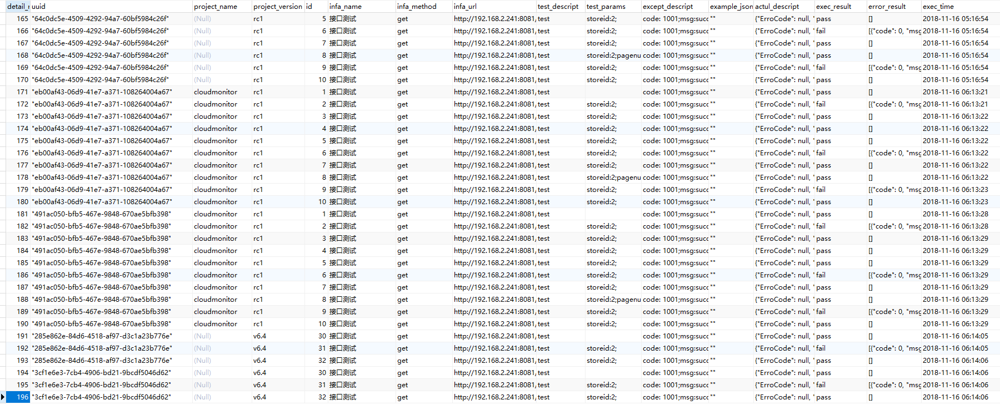 detail_r uuid project_name project_version id infa_name infa_method infa_url test_descript test_params except_descript example_json actul_descript exec_result error_result exec_time
165 "64c0dc5e-4509-4292-94a7-60bf5984c26f" (Null) rc1 5 接口测试 get http://192.168.2.241:8081, test storeid:2; code: 1001;msg:succ "" {"ErroCode": null, " pass [] 2018-11-16 05:16:54
166 "64c0dc5e-4509-4292-94a7-60bf5984c26f" (Null) rc1 6 接口测试 get http://192.168.2.241:8081, test storeid:2; code: 1001;msg:succ "" {"ErroCode": null, " fail [{"code": 0, "msg 2018-11-16 05:16:54
167 "64c0dc5e-4509-4292-94a7-60bf5984c26f" (Null) rc1 7 接口测试 get http://192.168.2.241:8081, test storeid:2; code: 1001;msg:succ "" {"ErroCode": null, " pass [] 2018-11-16 05:16:54
168 "64c0dc5e-4509-4292-94a7-60bf5984c26f" (Null) rc1 8 接口测试 get http://192.168.2.241:8081, test storeid:2;pagenu code: 1001;msg:succ "" {"ErroCode": null, " pass [] 2018-11-16 05:16:54
169 "64c0dc5e-4509-4292-94a7-60bf5984c26f" (Null) rc1 9 接口测试 get http://192.168.2.241:8081, test storeid:2; code: 1001;msg:succ "" {"ErroCode": null, " fail [{"code": 0, "msg 2018-11-16 05:16:54
170 "64c0dc5e-4509-4292-94a7-60bf5984c26f" (Null) rc1 10 接口测试 get http://192.168.2.241:8081, test storeid:2; code: 1001;msg:succ "" {"ErroCode": null, " pass [] 2018-11-16 05:16:54
171 "eb00af43-06d9-41e7-a371-108264004a67" cloudmonitor rc1 1 接口测试 get http://192.168.2.241:8081, test code: 1001;msg:succ "" {"ErroCode": null, " pass [] 2018-11-16 06:13:21
172 "eb00af43-06d9-41e7-a371-108264004a67" cloudmonitor rc1 2 接口测试 get http://192.168.2.241:8081, test storeid:2; code: 1001;msg:succ "" {"ErroCode": null, " fail [{"code": 0, "msg 2018-11-16 06:13:21
173 "eb00af43-06d9-41e7-a371-108264004a67" cloudmonitor rc1 3 接口测试 get http://192.168.2.241:8081, test storeid:2; code: 1001;msg:succ "" {"ErroCode": null, " pass [] 2018-11-16 06:13:22
174 "eb00af43-06d9-41e7-a371-108264004a67" cloudmonitor rc1 4 接口测试 get http://192.168.2.241:8081, test storeid:2; code: 1001;msg:succ "" {"ErroCode": null, " pass [] 2018-11-16 06:13:22
175 "eb00af43-06d9-41e7-a371-108264004a67" cloudmonitor rc1 5 接口测试 get http://192.168.2.241:8081, test storeid:2; code: 1001;msg:succ "" {"ErroCode": null, " pass [] 2018-11-16 06:13:22
176 "eb00af43-06d9-41e7-a371-108264004a67" cloudmonitor rc1 6 接口测试 get http://192.168.2.241:8081, test storeid:2; code: 1001;msg:succ "" {"ErroCode": null, " fail [{"code": 0, "msg 2018-11-16 06:13:22
177 "eb00af43-06d9-41e7-a371-108264004a67" cloudmonitor rc1 7 接口测试 get http://192.168.2.241:8081, test storeid:2; code: 1001;msg:succ "" {"ErroCode": null, " pass [] 2018-11-16 06:13:22
178 "eb00af43-06d9-41e7-a371-108264004a67" cloudmonitor rc1 8 接口测试 get http://192.168.2.241:8081, test storeid:2;pagenu code: 1001;msg:succ "" {"ErroCode": null, " pass [] 2018-11-16 06:13:22
179 "eb00af43-06d9-41e7-a371-108264004a67" cloudmonitor rc1 9 接口测试 get http://192.168.2.241:8081, test storeid:2; code: 1001;msg:succ "" {"ErroCode": null, " fail [{"code": 0, "msg 2018-11-16 06:13:23
180 "eb00af43-06d9-41e7-a371-108264004a67" cloudmonitor rc1 10 接口测试 get http://192.168.2.241:8081, test storeid:2; code: 1001;msg:succ "" {"ErroCode": null, " pass [] 2018-11-16 06:13:23
181 "491ac050-bfb5-467e-9848-670ae5bfb398" cloudmonitor rc1 1 接口测试 get http://192.168.2.241:8081, test code: 1001;msg:succ "" {"ErroCode": null, " pass [] 2018-11-16 06:13:28
182 "491ac050-bfb5-467e-9848-670ae5bfb398" cloudmonitor rc1 2 接口测试 get http://192.168.2.241:8081, test storeid:2; code: 1001;msg:succ "" {"ErroCode": null, " fail [{"code": 0, "msg 2018-11-16 06:13:28
183 "491ac050-bfb5-467e-9848-670ae5bfb398" cloudmonitor rc1 3 接口测试 get http://192.168.2.241:8081, test storeid:2; code: 1001;msg:succ "" {"ErroCode": null, " pass [] 2018-11-16 06:13:29
184 "491ac050-bfb5-467e-9848-670ae5bfb398" cloudmonitor rc1 4 接口测试 get http://192.168.2.241:8081, test storeid:2; code: 1001;msg:succ "" {"ErroCode": null, " pass [] 2018-11-16 06:13:29
185 "491ac050-bfb5-467e-9848-670ae5bfb398" cloudmonitor rc1 5 接口测试 get http://192.168.2.241:8081, test storeid:2; code: 1001;msg:succ "" {"ErroCode": null, " pass [] 2018-11-16 06:13:29
186 "491ac050-bfb5-467e-9848-670ae5bfb398" cloudmonitor rc1 6 接口测试 get http://192.168.2.241:8081, test storeid:2; code: 1001;msg:succ "" {"ErroCode": null, " fail [{"code": 0, "msg 2018-11-16 06:13:29
187 "491ac050-bfb5-467e-9848-670ae5bfb398" cloudmonitor rc1 7 接口测试 get http://192.168.2.241:8081, test storeid:2; code: 1001;msg:succ "" {"ErroCode": null, " pass [] 2018-11-16 06:13:29
188 "491ac050-bfb5-467e-9848-670ae5bfb398" cloudmonitor rc1 8 接口测试 get http://192.168.2.241:8081, test storeid:2;pagenu code: 1001;msg:succ "" {"ErroCode": null, " pass [] 2018-11-16 06:13:29
189 "491ac050-bfb5-467e-9848-670ae5bfb398" cloudmonitor rc1 9 接口测试 get http://192.168.2.241:8081, test storeid:2; code: 1001;msg:succ "" {"ErroCode": null, " fail [{"code": 0, "msg 2018-11-16 06:13:29
190 "491ac050-bfb5-467e-9848-670ae5bfb398" cloudmonitor rc1 10 接口测试 get http://192.168.2.241:8081, test storeid:2; code: 1001;msg:succ "" {"ErroCode": null, " pass [] 2018-11-16 06:13:29
191 "285e862e-84d6-4518-af97-d3c1a23b776e" (Null) v6.4 30 接口测试 get http://192.168.2.241:8081, test code: 1001;msg:succ "" {"ErroCode": null, " pass [] 2018-11-16 06:14:05
192 "285e862e-84d6-4518-af97-d3c1a23b776e" (Null) v6.4 31 接口测试 get http://192.168.2.241:8081, test storeid:2; code: 1001;msg:succ "" {"ErroCode": null, " fail [{"code": 0, "msg 2018-11-16 06:14:05
193 "285e862e-84d6-4518-af97-d3c1a23b776e" (Null) v6.4 32 接口测试 get http://192.168.2.241:8081, test storeid:2; code: 1001;msg:succ "" {"ErroCode": null, " pass [] 2018-11-16 06:14:06
194 "3cf1e6e3-7cb4-4906-bd21-9bcdf5046d62" (Null) v6.4 30 接口测试 get http://192.168.2.241:8081, test code: 1001;msg:succ "" {"ErroCode": null, " pass [] 2018-11-16 06:14:06
195 "3cf1e6e3-7cb4-4906-bd21-9bcdf5046d62" (Null) v6.4 31 接口测试 get http://192.168.2.241:8081, test storeid:2; code: 1001;msg:succ "" {"ErroCode": null, " fail [{"code": 0, "msg 2018-11-16 06:14:06
196 "3cf1e6e3-7cb4-4906-bd21-9bcdf5046d62" (Null) v6.4 32 接口测试 get http://192.168.2.241:8081, test storeid:2; code: 1001;msg:succ "" {"ErroCode": null, " pass [] 2018-11-16 06:14:06